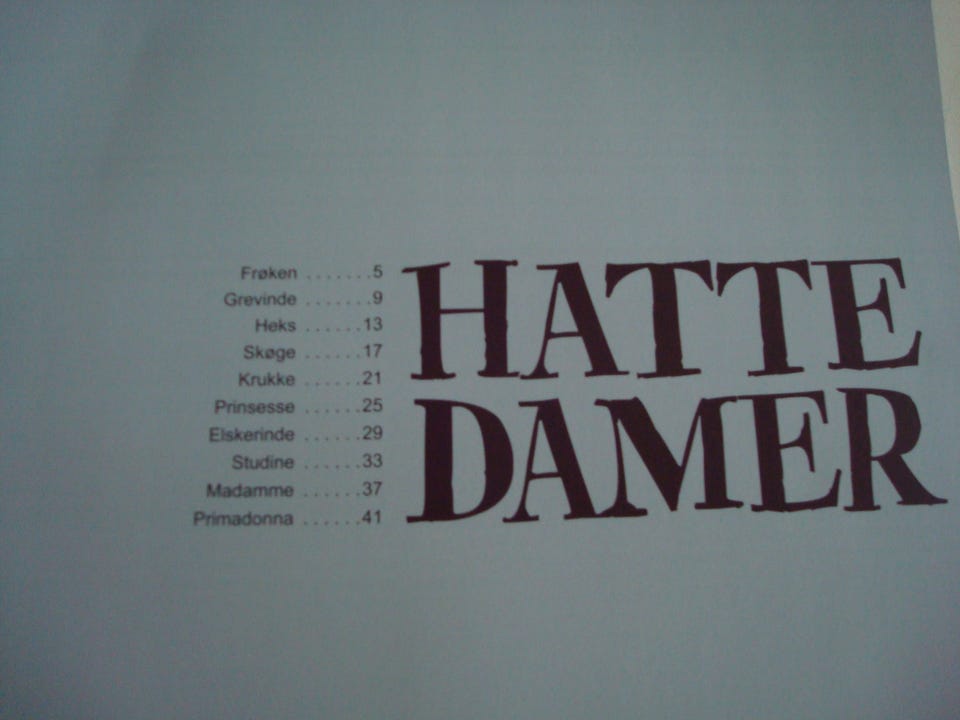 Frøken .......5
Grevinde .......9
Heks ......13
Skøge ......17
Krukke ......21
Prinsesse ......25
Elskerinde ......29
Studine ......33
Madamme ......37
Primadonna ......41
HATTE
DAMER